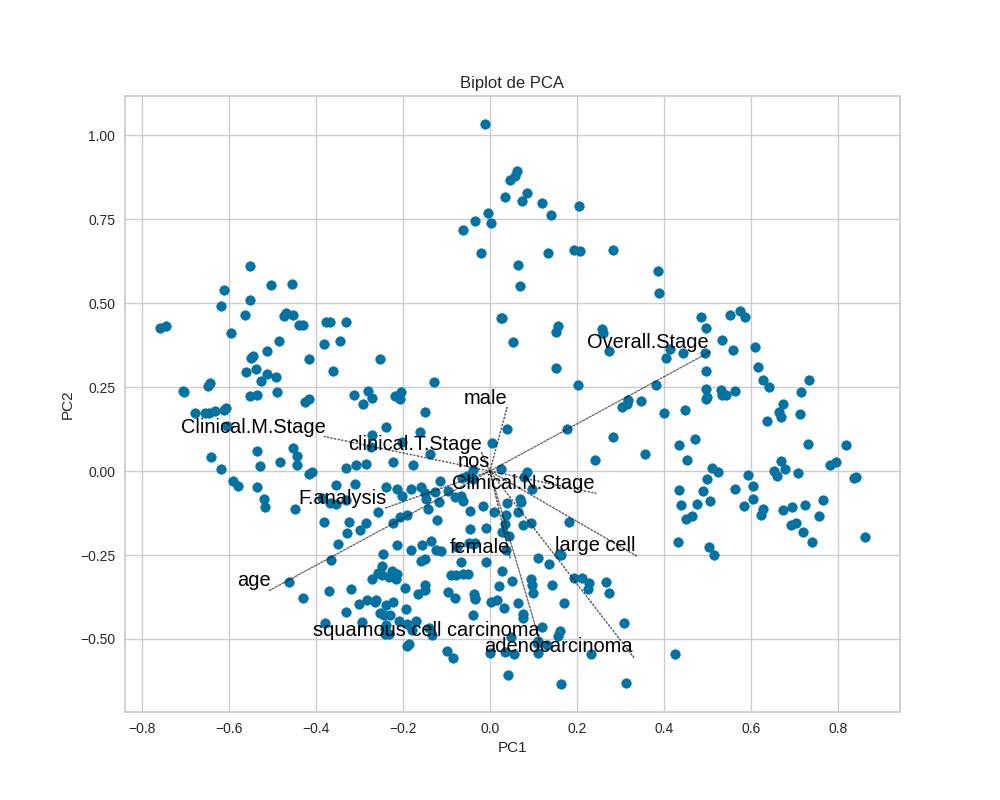 Biplot de PCA
1.00
0.75
0.50
0.25
0.00
−0.25
−0.50
PC2
Overall.Stage
male
Clinical.M.Stage
clinical.T.Stage
nos
Clinical.N.Stage
F.analysis
female
large cell
age
squamous cell carcinoma
adenocarcinoma
−0.8
−0.6
−0.4
−0.2
0.0
0.2
0.4
0.6
0.8
PC1